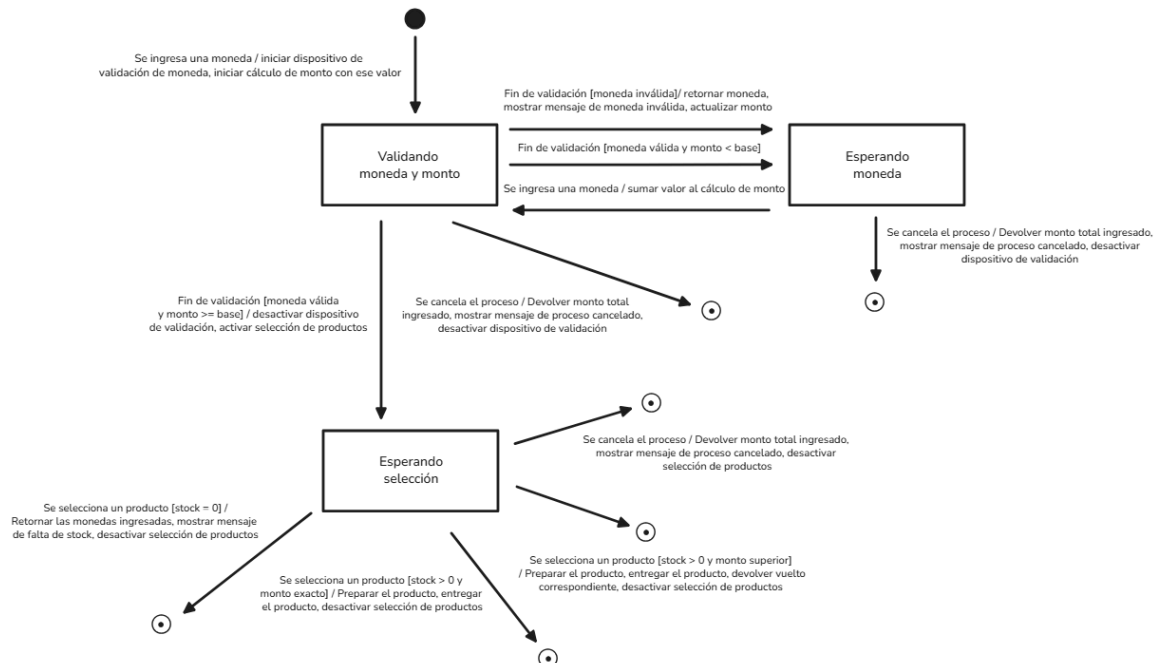 Se ingresa una moneda / iniciar dispositivo de
validación de moneda, iniciar cálculo de monto con ese valor
Fin de validación [moneda inválida]/ retornar moneda,
mostrar mensaje de moneda inválida, actualizar monto
Validando
moneda y monto
Fin de validación [moneda válida y monto < base]
Esperando
moneda
Se ingresa una moneda / sumar valor al cálculo de monto
Se cancela el proceso / Devolver monto total ingresado,
mostrar mensaje de proceso cancelado, desactivar
dispositivo de validación
Fin de validación [moneda válida
y monto >= base] / desactivar dispositivo
de validación, activar selección de productos
Se cancela el proceso / Devolver monto total
ingresado, mostrar mensaje de proceso cancelado,
desactivar dispositivo de validación
Esperando
selección
Se cancela el proceso / Devolver monto total ingresado,
mostrar mensaje de proceso cancelado, desactivar
selección de productos
Se selecciona un producto [stock = 0] /
Retornar las monedas ingresadas, mostrar mensaje
de falta de stock, desactivar selección de productos
Se selecciona un producto [stock > 0 y monto superior]
/ Preparar el producto, entregar el producto, devolver vuelto
correspondiente, desactivar selección de productos
Se selecciona un producto [stock > 0 y
monto exacto] / Preparar el producto, entregar
el producto, desactivar selección de productos